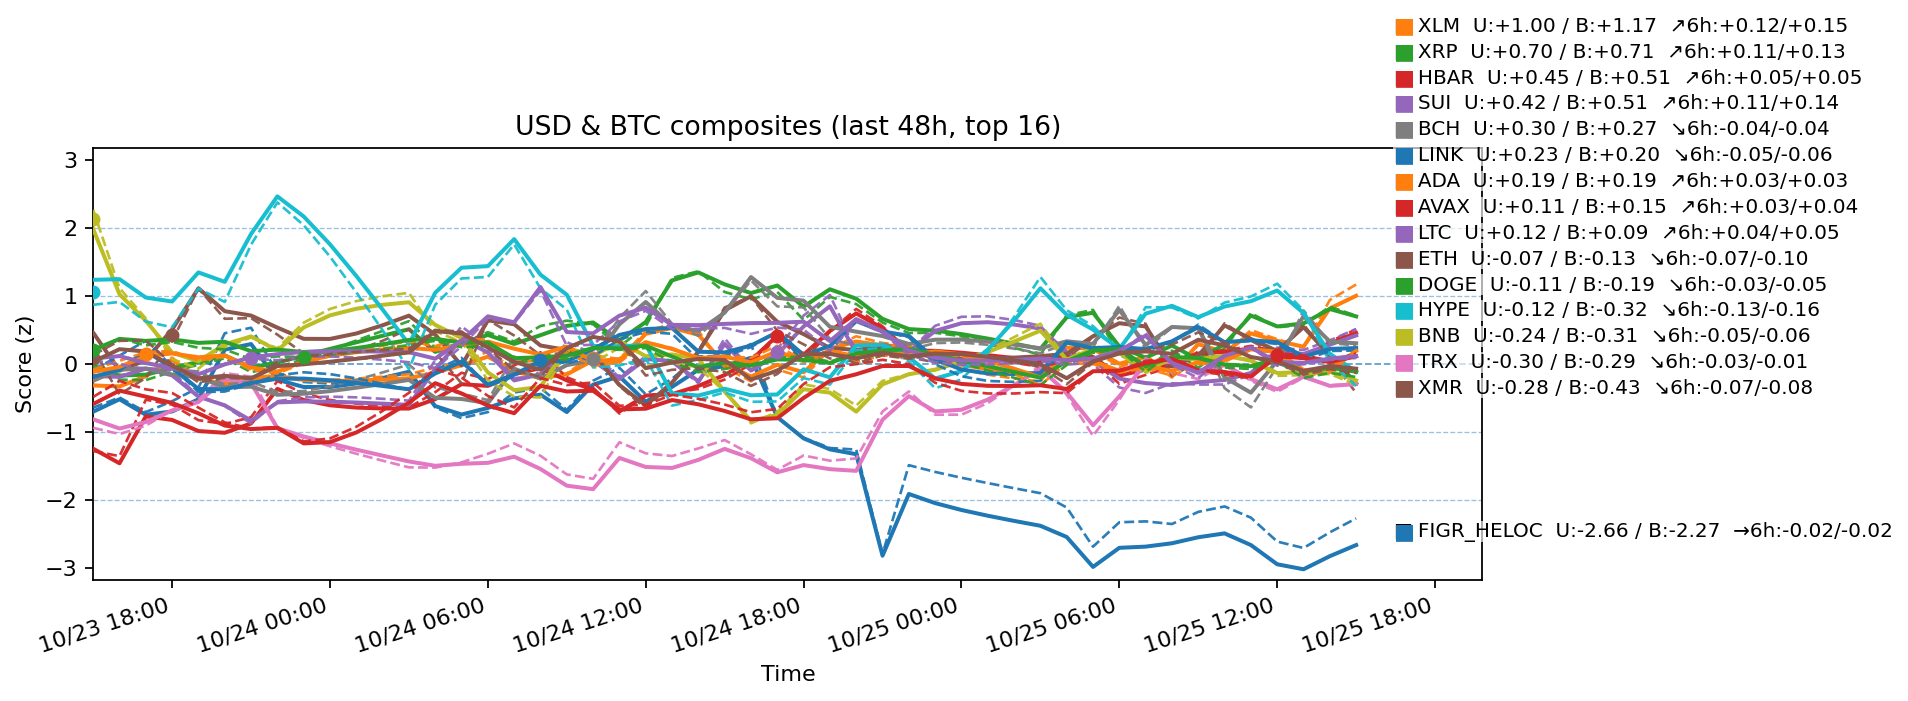 XLM  U:+1.00 / B:+1.17  ↗6h:+0.12/+0.15
XRP  U:+0.70 / B:+0.71  ↗6h:+0.11/+0.13
HBAR  U:+0.45 / B:+0.51  ↗6h:+0.05/+0.05
SUI  U:+0.42 / B:+0.51  ↗6h:+0.11/+0.14
BCH  U:+0.30 / B:+0.27  ↘6h:-0.04/-0.04
LINK  U:+0.23 / B:+0.20  ↘6h:-0.05/-0.06
ADA  U:+0.19 / B:+0.19  ↗6h:+0.03/+0.03
AVAX  U:+0.11 / B:+0.15  ↗6h:+0.03/+0.04
LTC  U:+0.12 / B:+0.09  ↗6h:+0.04/+0.05
ETH  U:-0.07 / B:-0.13  ↘6h:-0.07/-0.10
DOGE  U:-0.11 / B:-0.19  ↘6h:-0.03/-0.05
HYPE  U:-0.12 / B:-0.32  ↘6h:-0.13/-0.16
BNB  U:-0.24 / B:-0.31  ↘6h:-0.05/-0.06
TRX  U:-0.30 / B:-0.29  ↘6h:-0.03/-0.01
XMR  U:-0.28 / B:-0.43  ↘6h:-0.07/-0.08
FIGR_HELOC  U:-2.66 / B:-2.27  →6h:-0.02/-0.02
USD & BTC composites (last 48h, top 16)
Score (z)
3
2
1
0
−1
−2
−3
10/23 18:00
10/24 00:00
10/24 06:00
10/24 12:00
10/24 18:00
10/25 00:00
10/25 06:00
10/25 12:00
10/25 18:00
Time